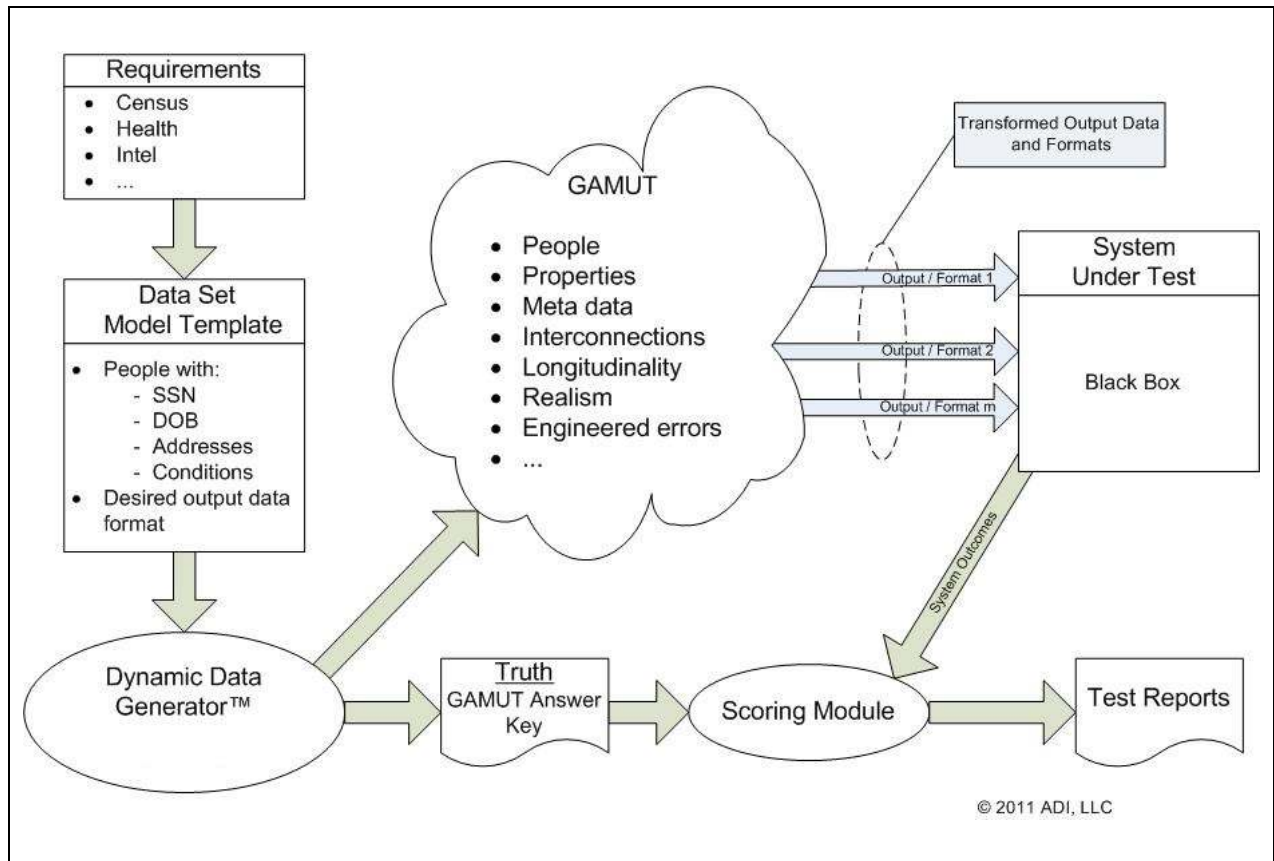 Requirements
• Census
• Health
• Intel
• ...
Data Set
Model Template
• People with:
- SSN
- DOB
- Addresses
- Conditions
• Desired output data
format
Dynamic Data
Generator™
GAMUT
• People
• Properties
• Meta data
• Interconnections
• Longitudinality
• Realism
• Engineered errors
• ...
Transformed Output Data
and Formats
Output / Format 1
Output / Format 2
Output / Format m
System
Under Test
Black Box
System Outcomes
Truth
GAMUT Answer
Key
Scoring Module
Test Reports
© 2011 ADI, LLC